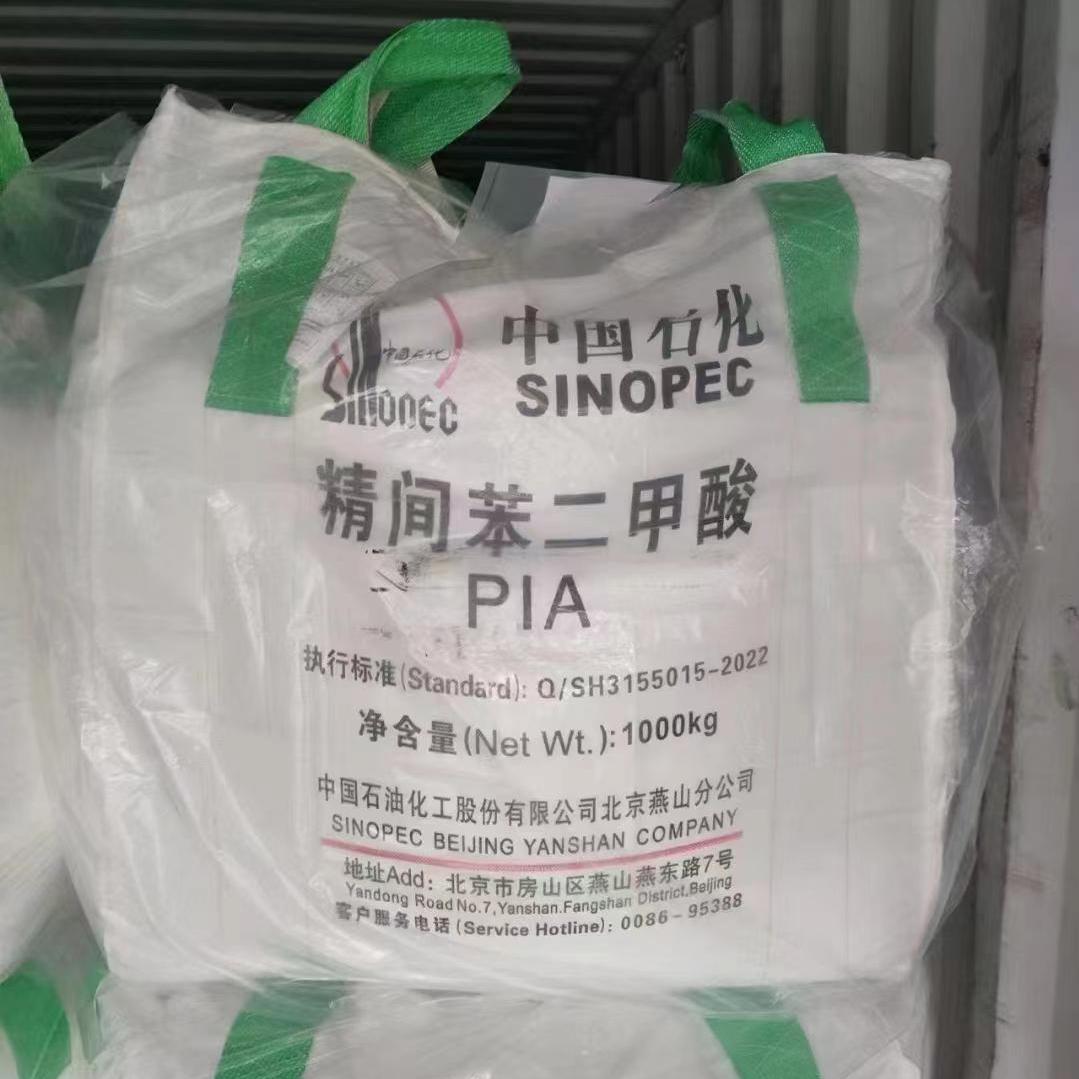 中国石化
SINOPEC
中国石化
SINOPEC
精间苯二甲酸
PIA
执行标准(Standard): Q/SH3155015-2022
净含量(Net Wt.):1000kg
中国石油化工股份有限公司北京燕山分公司
SINOPEC BEIJING YANSHAN COMPANY
地址Add: 北京市房山区燕山燕东路7号
Yandong Road No.7,Yanshan.Fangshan District,Beijing
客户服务电话(Service Hotline): 0086-95388